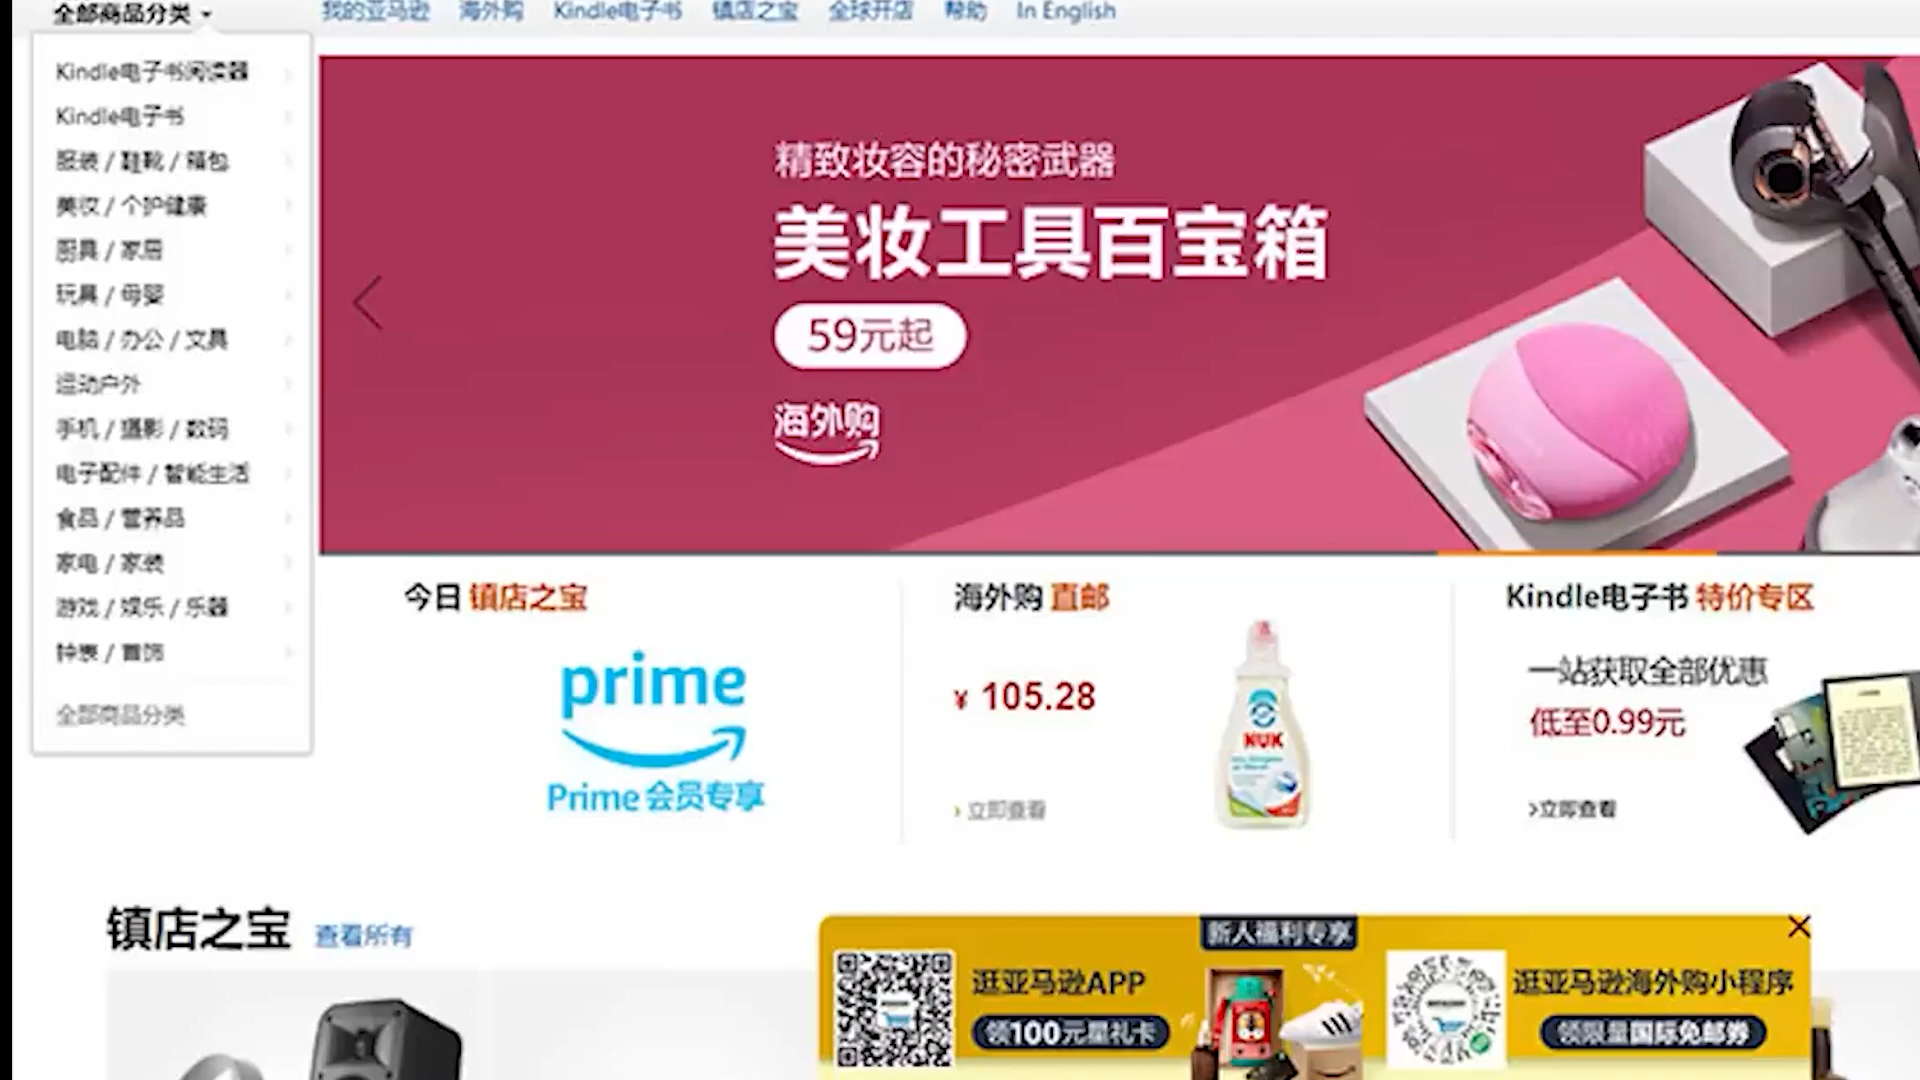 全部商品分类
我的亚马逊 海外购 Kindle电子书 镇店之宝 全球开店 帮助 In English
Kindle电子书阅读器
Kindle电子书
服装 / 鞋靴 / 箱包
美妆 / 个护健康
厨具 / 家居
玩具 / 母婴
电脑 / 办公 / 文具
运动户外
手机 / 摄影 / 数码
电子配件 / 智能生活
食品 / 营养品
家电 / 家装
游戏 / 娱乐 / 乐器
钟表 / 首饰
全部商品分类
精致妆容的秘密武器
美妆工具百宝箱
59元起
海外购
今日 镇店之宝
prime
Prime 会员专享
海外购 直邮
¥ 105.28
› 立即查看
NUK
Kindle电子书 特价专区
一站获取全部优惠
低至0.99元
›立即查看
镇店之宝 查看所有
新人福利专享
逛亚马逊APP
领100元星礼卡
逛亚马逊海外购小程序
领限量国际免邮券